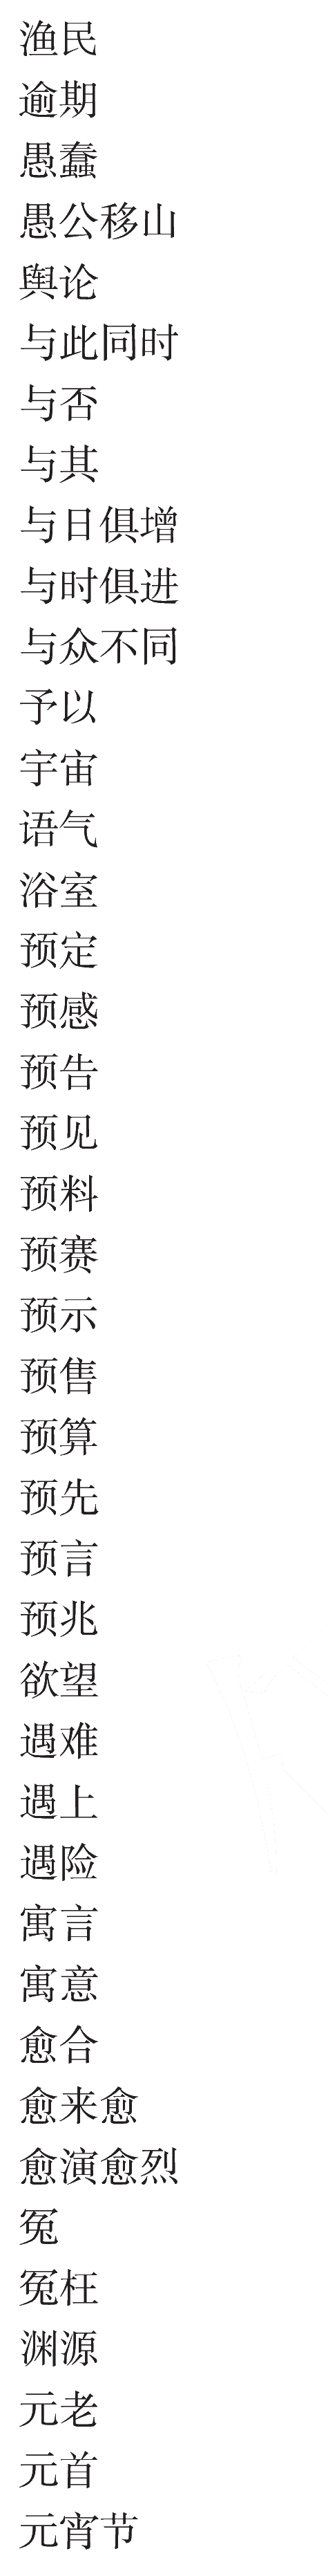 渔民
逾期
愚蠢
愚公移山
舆论
与此同时
与否
与其
与日俱增
与时俱进
与众不同
予以
宇宙
语气
浴室
预定
预感
预告
预见
预料
预赛
预示
预售
预算
预先
预言
预兆
欲望
遇难
遇上
遇险
寓言
寓意
愈合
愈来愈
愈演愈烈
冤
冤枉
渊源
元老
元首
元宵节